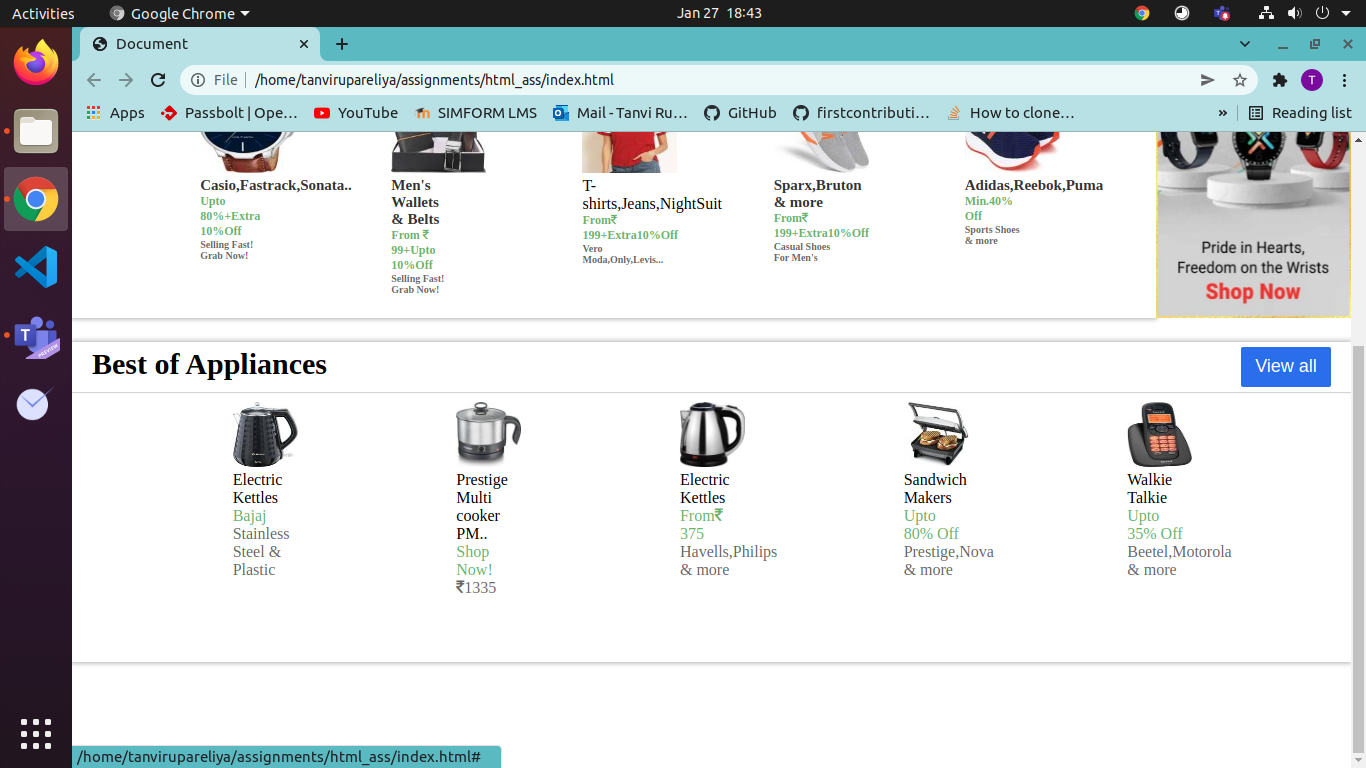 Activities
Google Chrome
Jan 27 18:43
Document
File
/home/tanvirupareliya/assignments/html_ass/index.html
T
Apps
Passbolt | Ope…
YouTube
SIMFORM LMS
Mail - Tanvi Ru…
GitHub
firstcontributi…
How to clone…
»
Reading list
Casio,Fastrack,Sonata..
Upto
80%+Extra
10%Off
Selling Fast!
Grab Now!
Men's
Wallets
& Belts
From ₹
99+Upto
10%Off
Selling Fast!
Grab Now!
T-
shirts,Jeans,NightSuit
From₹
199+Extra10%Off
Vero
Moda,Only,Levis...
Sparx,Bruton
& more
From₹
199+Extra10%Off
Casual Shoes
For Men's
Adidas,Reebok,Puma
Min.40%
Off
Sports Shoes
& more
Pride in Hearts,
Freedom on the Wrists
Shop Now
Best of Appliances
View all
Electric
Kettles
Bajaj
Stainless
Steel &
Plastic
Prestige
Multi
cooker
PM..
Shop
Now!
₹1335
Electric
Kettles
From₹
375
Havells,Philips
& more
Sandwich
Makers
Upto
80% Off
Prestige,Nova
& more
Walkie
Talkie
Upto
35% Off
Beetel,Motorola
& more
T
PREVIEW
/home/tanvirupareliya/assignments/html_ass/index.html#